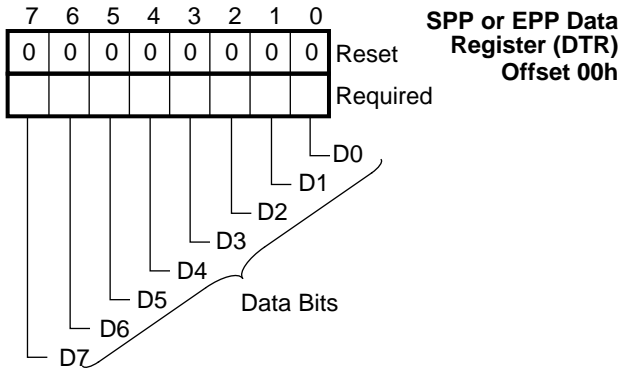 7 6 5 4 3 2 1 0
SPP or EPP Data
Register (DTR)
Offset 00h
0 0 0 0 0 0 0 0 Reset
Required
D0
D1
D2
D3
D4
D5
D6
D7
Data Bits